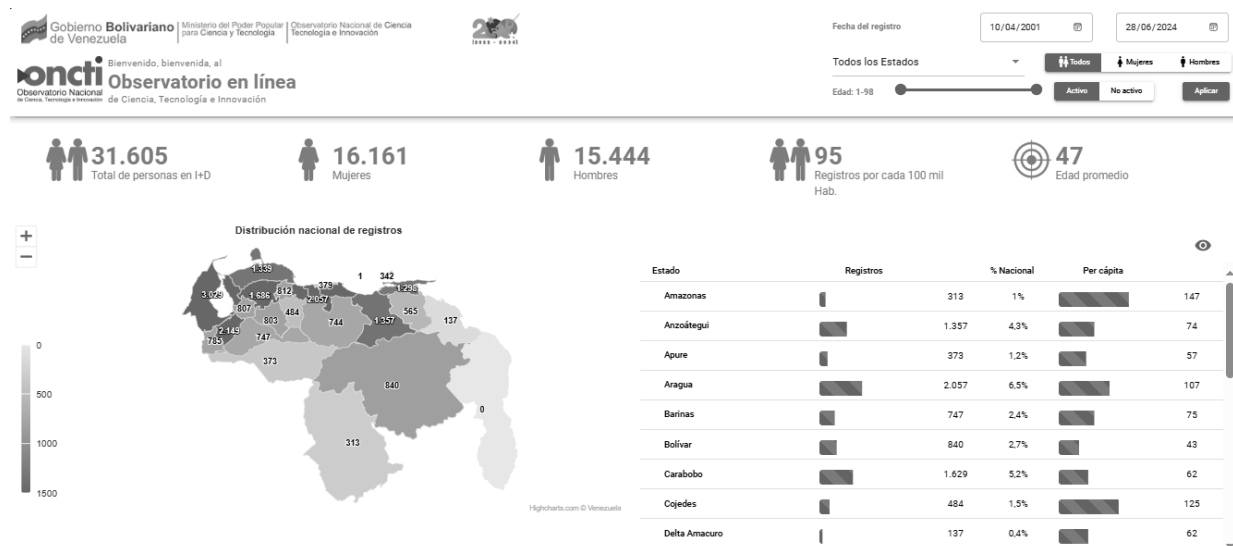 Gobierno Bolivariano de Venezuela
Ministerio del Poder Popular para Ciencia y Tecnología
Observatorio Nacional de Ciencia Tecnología e Innovación
200
oncti
Observatorio Nacional
de Ciencia, Tecnología e Innovación
Bienvenido, bienvenida, al
Observatorio en línea
de Ciencia, Tecnología e Innovación
Fecha del registro
10/04/2001
28/06/2024
Todos los Estados
Todos
Mujeres
Hombres
Edad: 1-98
Activo
No activo
Aplicar
31.605
Total de personas en I+D
16.161
Mujeres
15.444
Hombres
95
Registros por cada 100 mil
Hab.
47
Edad promedio
+
−
Distribución nacional de registros
1.339
379
1
342
3.029
1.686
812
2.057
1.298
807
803
484
744
1.357
565
137
2.149
785
747
373
840
0
313
0
500
1000
1500
Highcharts.com © Venezuela
Estado Registros % Nacional Per cápita
Amazonas 313 1% 147
Anzoátegui 1.357 4,3% 74
Apure 373 1,2% 57
Aragua 2.057 6,5% 107
Barinas 747 2,4% 75
Bolívar 840 2,7% 43
Carabobo 1.629 5,2% 62
Cojedes 484 1,5% 125
Delta Amacuro 137 0,4% 62